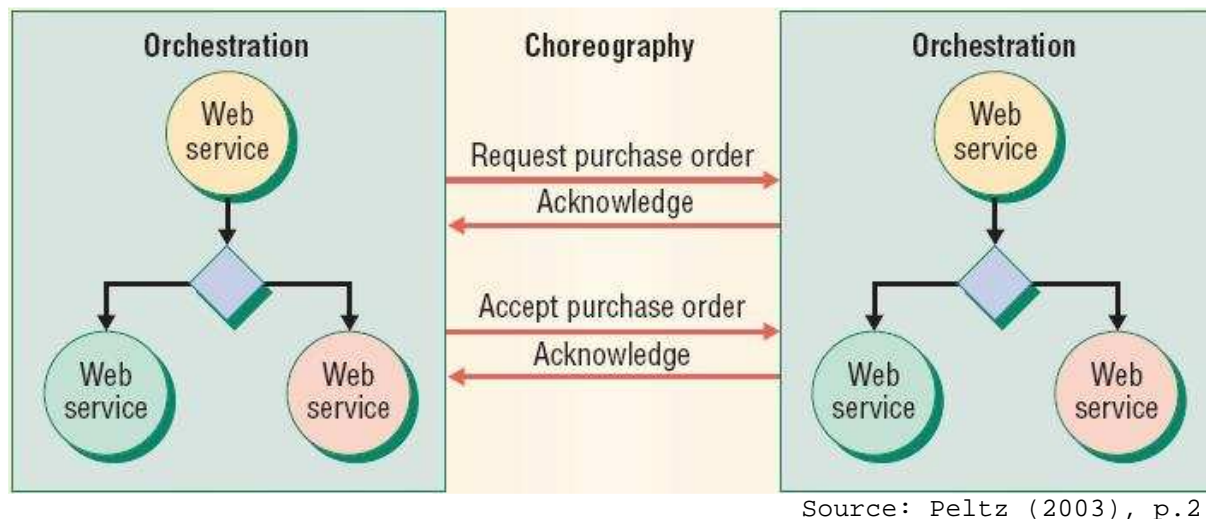 Orchestration
Web
service
Web
service
Web
service
Choreography
Request purchase order
Acknowledge
Accept purchase order
Acknowledge
Orchestration
Web
service
Web
service
Web
service
Source: Peltz (2003), p.2